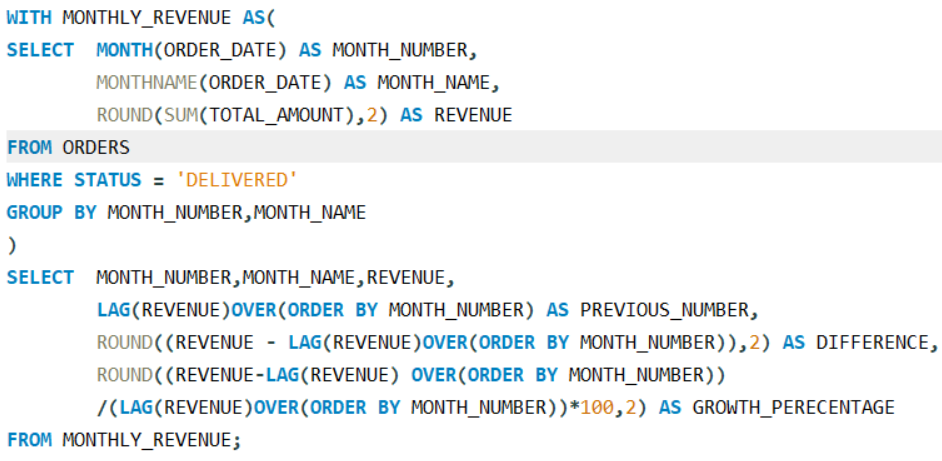 WITH MONTHLY_REVENUE AS(
SELECT  MONTH(ORDER_DATE) AS MONTH_NUMBER,
        MONTHNAME(ORDER_DATE) AS MONTH_NAME,
        ROUND(SUM(TOTAL_AMOUNT),2) AS REVENUE
FROM ORDERS
WHERE STATUS = 'DELIVERED'
GROUP BY MONTH_NUMBER,MONTH_NAME
)
SELECT  MONTH_NUMBER,MONTH_NAME,REVENUE,
        LAG(REVENUE)OVER(ORDER BY MONTH_NUMBER) AS PREVIOUS_NUMBER,
        ROUND((REVENUE - LAG(REVENUE)OVER(ORDER BY MONTH_NUMBER)),2) AS DIFFERENCE,
        ROUND((REVENUE-LAG(REVENUE) OVER(ORDER BY MONTH_NUMBER))
        /(LAG(REVENUE)OVER(ORDER BY MONTH_NUMBER))*100,2) AS GROWTH_PERECENTAGE
FROM MONTHLY_REVENUE;